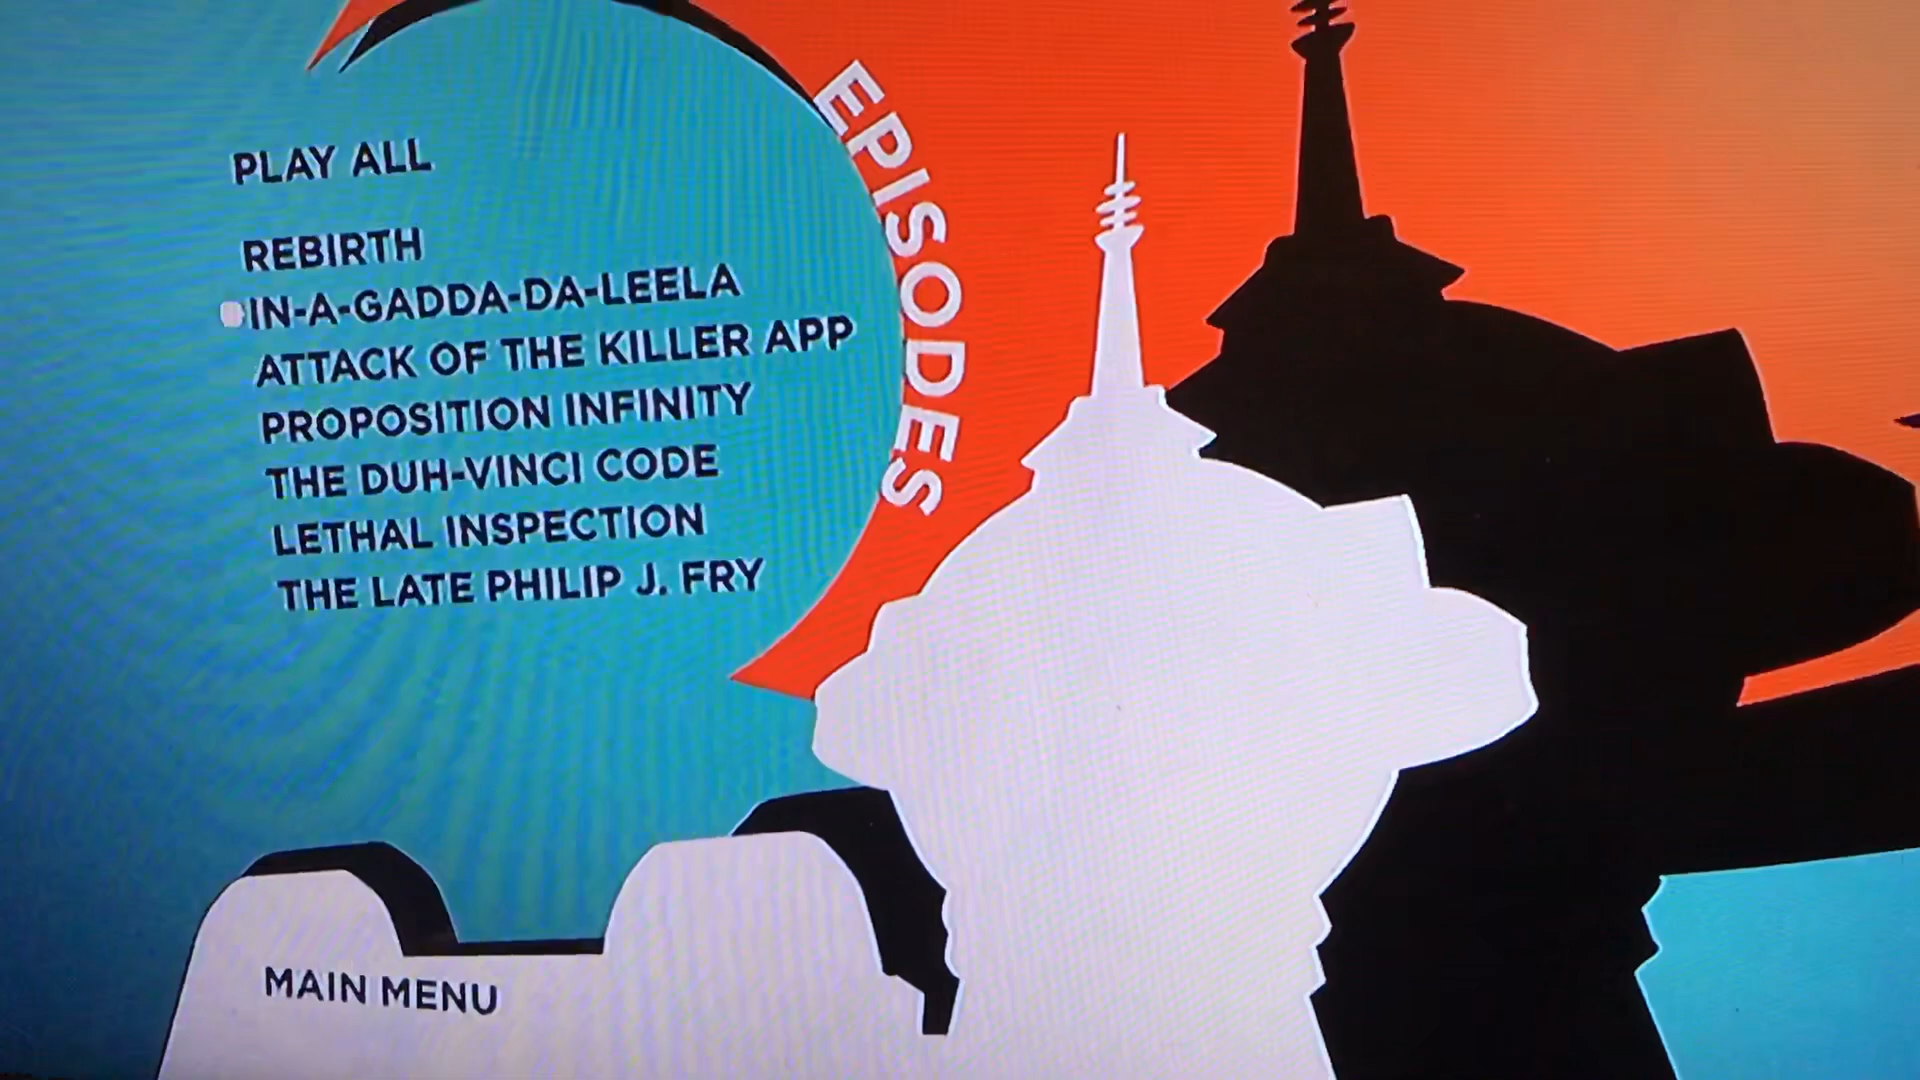 PLAY ALL
REBIRTH
IN-A-GADDA-DA-LEELA
ATTACK OF THE KILLER APP
PROPOSITION INFINITY
THE DUH-VINCI CODE
LETHAL INSPECTION
THE LATE PHILIP J. FRY
EPISODES
MAIN MENU